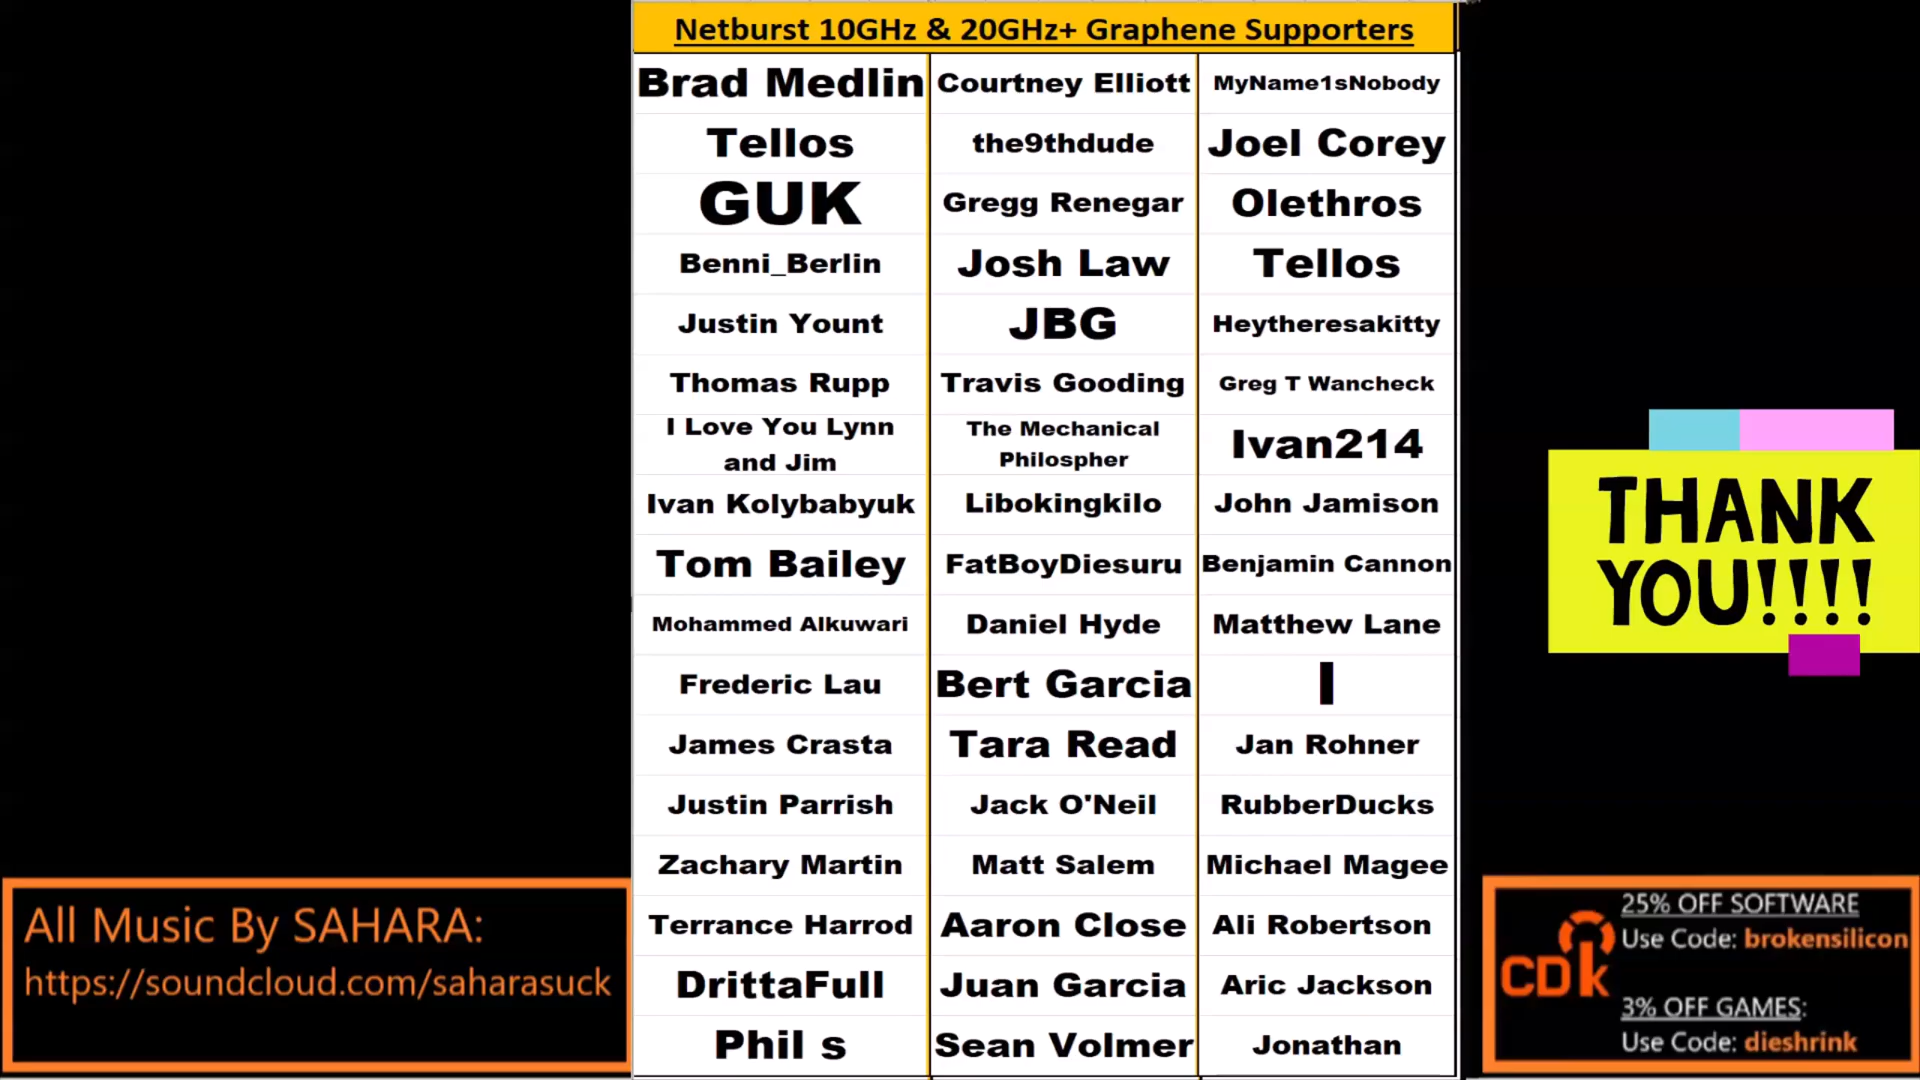 Netburst 10GHz & 20GHz+ Graphene Supporters
Brad Medlin Courtney Elliott MyName1sNobody
Tellos the9thdude Joel Corey
GUK Gregg Renegar Olethros
Benni_Berlin Josh Law Tellos
Justin Yount JBG Heytheresakitty
Thomas Rupp Travis Gooding Greg T Wancheck
I Love You Lynn
and Jim
The Mechanical
Philospher
Ivan214
Ivan Kolybabyuk Libokingkilo John Jamison
Tom Bailey FatBoyDiesuru Benjamin Cannon
Mohammed Alkuwari Daniel Hyde Matthew Lane
Frederic Lau Bert Garcia I
James Crasta Tara Read Jan Rohner
Justin Parrish Jack O'Neil RubberDucks
Zachary Martin Matt Salem Michael Magee
Terrance Harrod Aaron Close Ali Robertson
DrittaFull Juan Garcia Aric Jackson
Phil s Sean Volmer Jonathan
THANK
YOU!!!!
All Music By SAHARA:
https://soundcloud.com/saharasuck
CDk
25% OFF SOFTWARE
Use Code: brokensilicon
3% OFF GAMES:
Use Code: dieshrink